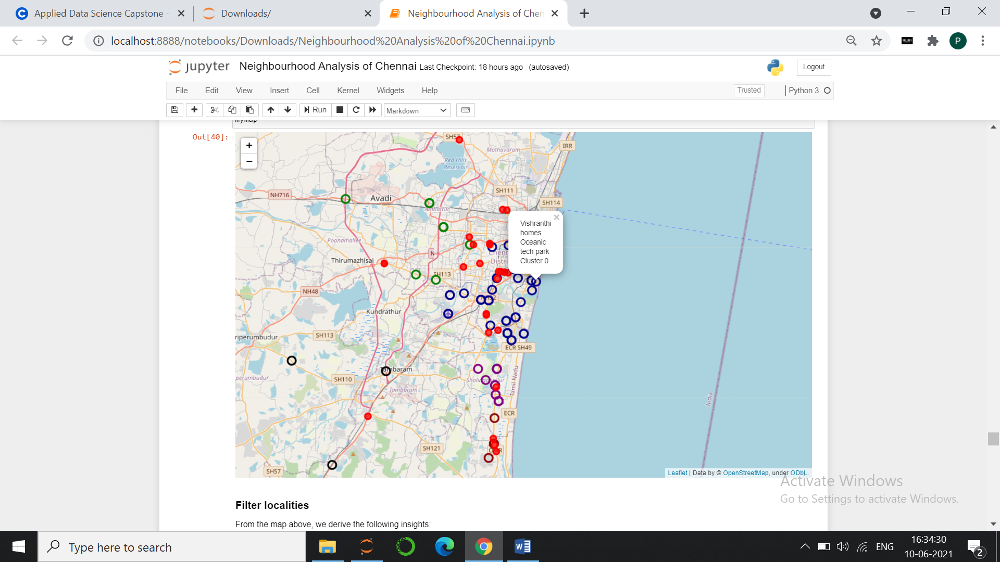 Applied Data Science Capstone -
Downloads/
Neighbourhood Analysis of Chen
localhost:8888/notebooks/Downloads/Neighbourhood%20Analysis%20of%20Chennai.ipynb
P
jupyter Neighbourhood Analysis of Chennai Last Checkpoint: 18 hours ago (autosaved)
Logout
File Edit View Insert Cell Kernel Widgets Help
Trusted
Python 3
Run
Markdown
Out[40]:
+
−
SH57
Mathavaram
IRR
Red Hills
Reservoir
SH111
NH716
Avadi
SH114
Ambattur
Vishranthi
homes
Oceanic
tech park
Cluster 0
Poonamallee
Thirumazhisai
N
Chenn
Distri
SH113
NH48
Kundrathur
SH113
riperumbudur
ECR SH49
Tambaram
perumbudur
SH110
Tambaram
Tamil Nadu
India
ECR
SH121
SH57
Leaflet | Data by © OpenStreetMap, under ODbL.
Activate Windows
Go to Settings to activate Windows.
Filter localities
From the map above, we derive the following insights:
Type here to search
ENG
16:34:30
10-06-2021
2